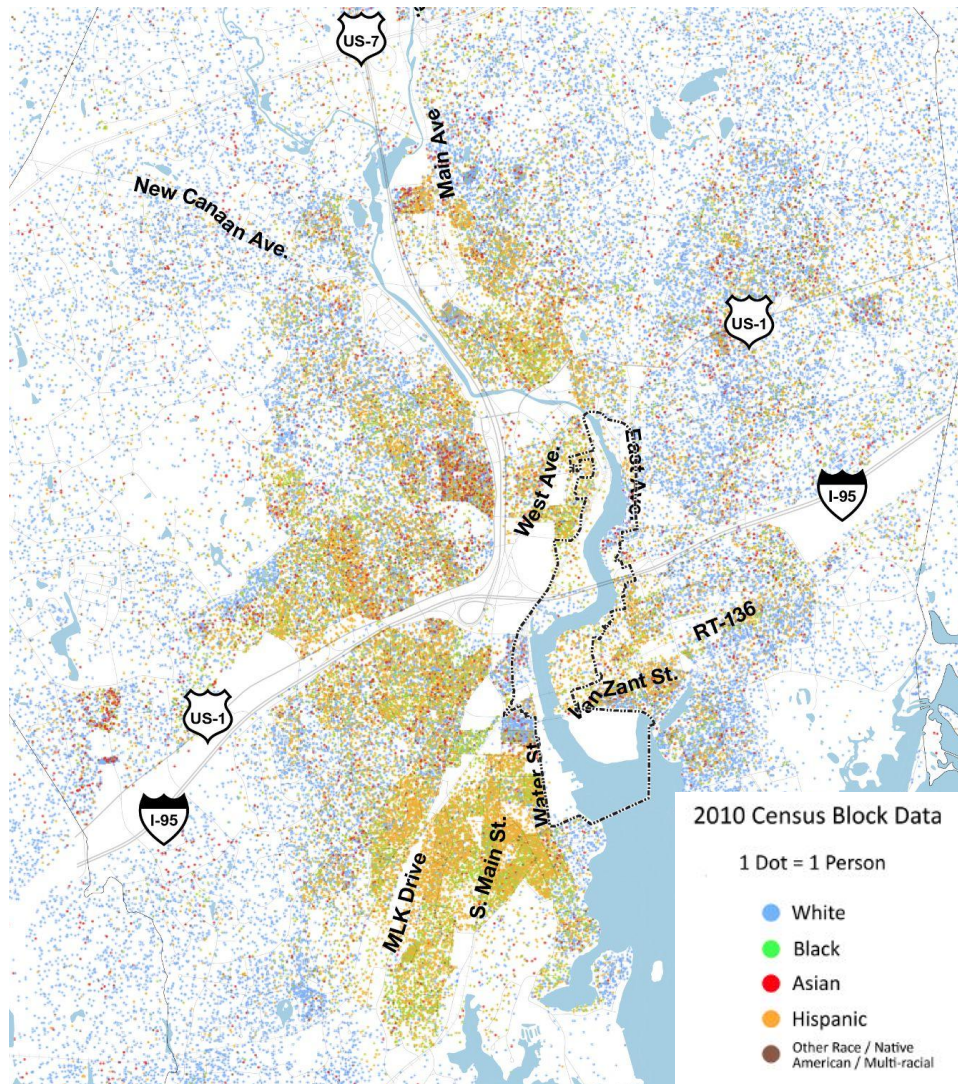 US-7
Main Ave
New Canaan Ave.
US-1
West Ave.
East Ave.
I-95
RT-136
Van Zant St.
US-1
Water St.
I-95
MLK Drive
S. Main St.
2010 Census Block Data
1 Dot = 1 Person
White
Black
Asian
Hispanic
Other Race / Native
American / Multi-racial